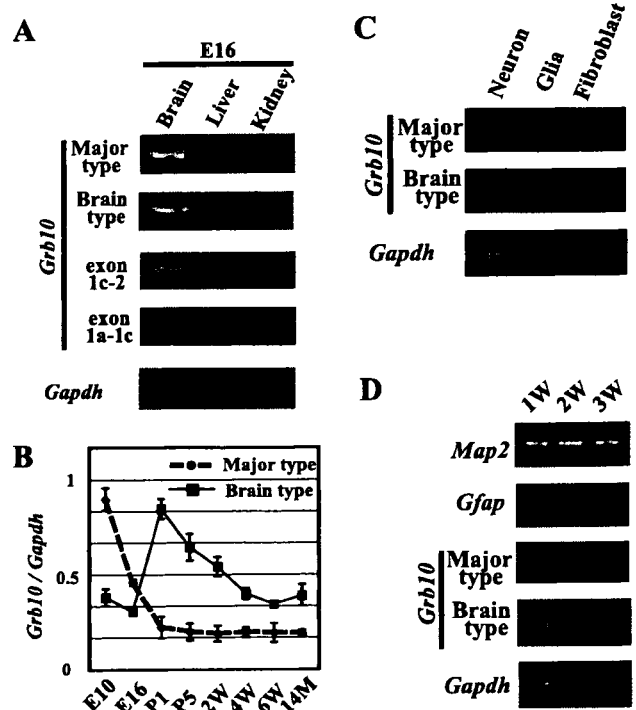 A
E16
Brain Liver Kidney
Grb10
Major type
Brain type
exon 1c-2
exon 1a-1c
Gapdh
B
Major type
Brain type
Grb10 / Gapdh
1
0.5
0
E10 E16 P1 P5 2W 4W 6W 14M
C
Neuron Glia Fibroblast
Grb10
Major type
Brain type
Gapdh
D
1W 2W 3W
Map2
Gfap
Grb10
Major type
Brain type
Gapdh